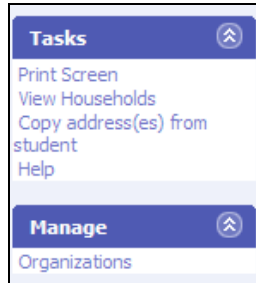 Tasks
Print Screen
View Households
Copy address(es) from
student
Help
Manage
Organizations